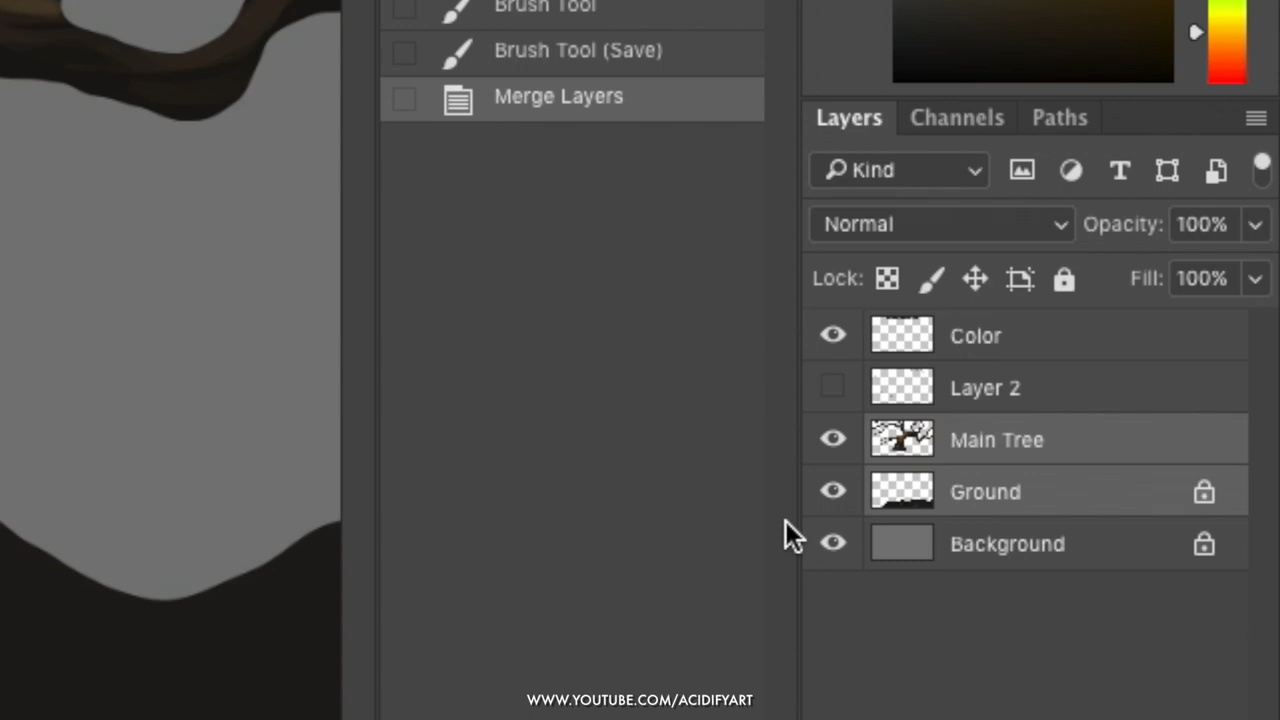 Brush Tool
Brush Tool (Save)
Merge Layers
Layers Channels Paths
Kind
Normal Opacity: 100%
Lock: Fill: 100%
Color
Layer 2
Main Tree
Ground
Background
WWW.YOUTUBE.COM/ACIDIFYART